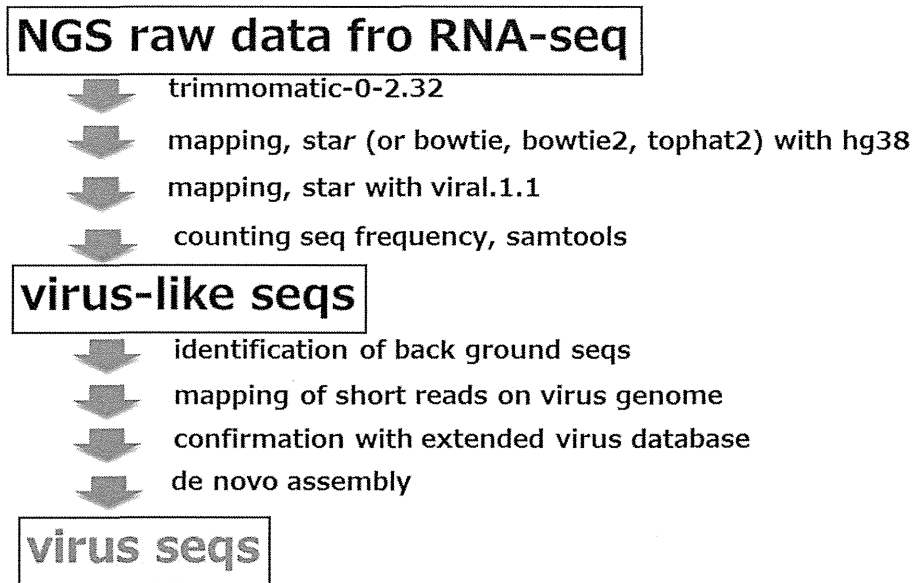 NGS raw data fro RNA-seq
trimmomatic-0-2.32
mapping, star (or bowtie, bowtie2, tophat2) with hg38
mapping, star with viral.1.1
counting seq frequency, samtools
virus-like seqs
identification of back ground seqs
mapping of short reads on virus genome
confirmation with extended virus database
de novo assembly
virus seqs